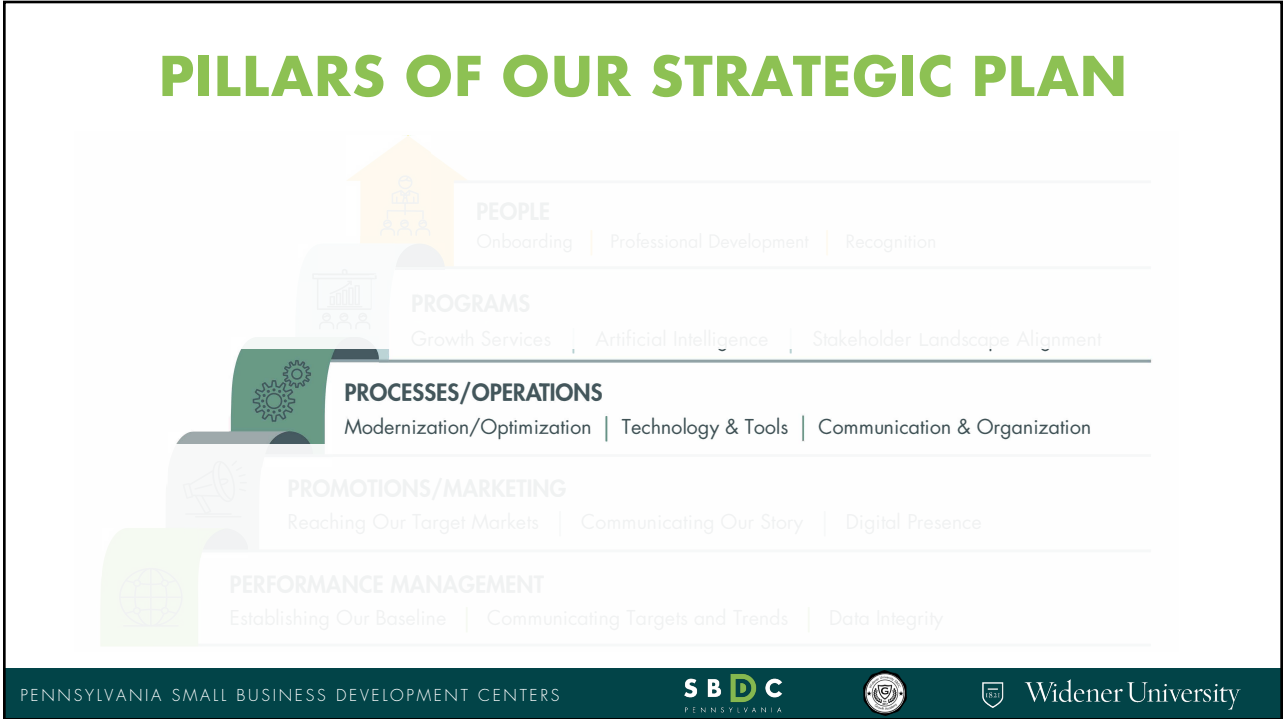 PILLARS OF OUR STRATEGIC PLAN
PEOPLE
Onboarding | Professional Development | Recognition
PROGRAMS
Growth Services | Artificial Intelligence | Stakeholder Landscape Alignment
PROCESSES/OPERATIONS
Modernization/Optimization | Technology & Tools | Communication & Organization
PROMOTIONS/MARKETING
Reaching Our Target Markets | Communicating Our Story | Digital Presence
PERFORMANCE MANAGEMENT
Establishing Our Baseline | Communicating Targets and Trends | Data Integrity
PENNSYLVANIA SMALL BUSINESS DEVELOPMENT CENTERS
SBDC
PENNSYLVANIA
1821
Widener University